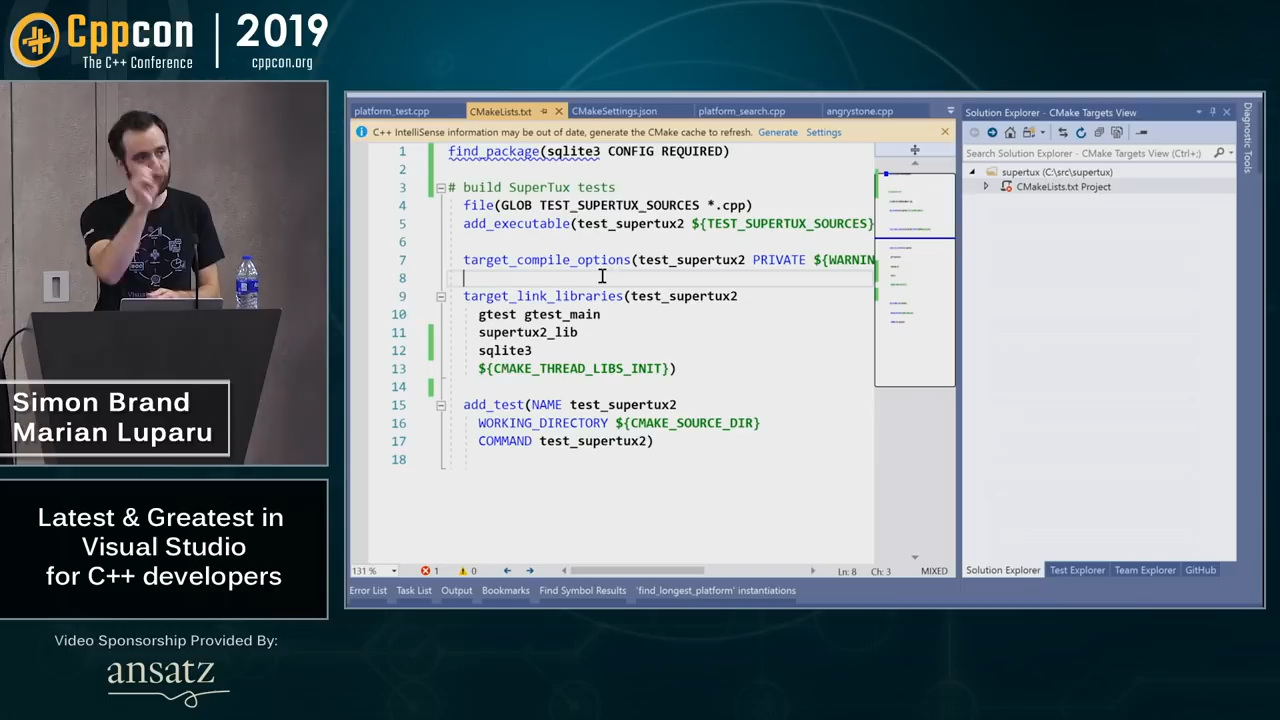 Cppcon | 2019
The C++ Conference
cppcon.org
Simon Brand
Marian Luparu
Latest & Greatest in
Visual Studio
for C++ developers
Video Sponsorship Provided By:
ansatz
platform_test.cpp
CMakeLists.txt
CMakeSettings.json
platform_search.cpp
angrystone.cpp
C++ IntelliSense information may be out of date, generate the CMake cache to refresh. Generate Settings
1 find_package(sqlite3 CONFIG REQUIRED)
2
3 # build SuperTux tests
4 file(GLOB TEST_SUPERTUX_SOURCES *.cpp)
5 add_executable(test_supertux2 ${TEST_SUPERTUX_SOURCES}
6
7 target_compile_options(test_supertux2 PRIVATE ${WARNIN
8
9 target_link_libraries(test_supertux2
10 gtest gtest_main
11 supertux2_lib
12 sqlite3
13 ${CMAKE_THREAD_LIBS_INIT})
14
15 add_test(NAME test_supertux2
16 WORKING_DIRECTORY ${CMAKE_SOURCE_DIR}
17 COMMAND test_supertux2)
18
131 % 1 0 Ln: 8 Ch: 3 MIXED
Error List Task List Output Bookmarks Find Symbol Results 'find_longest_platform' instantiations
Solution Explorer - CMake Targets View
Search Solution Explorer - CMake Targets View (Ctrl+;)
supertux (C:\src\supertux)
CMakeLists.txt Project
Solution Explorer Test Explorer Team Explorer GitHub
Diagnostic Tools